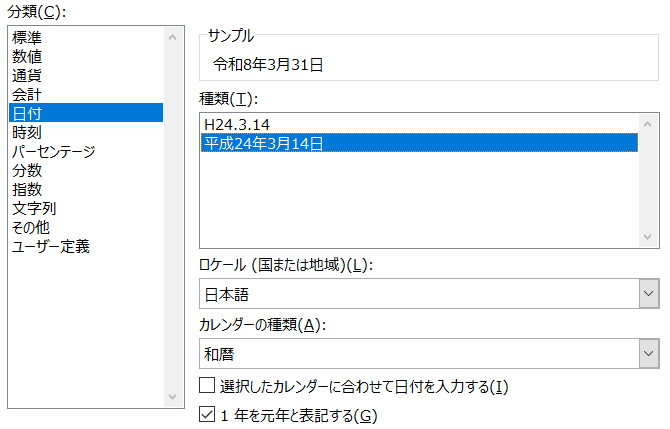 分類(C):
標準
数値
通貨
会計
日付
時刻
パーセンテージ
分数
指数
文字列
その他
ユーザー定義
サンプル
令和8年3月31日
種類(T):
H24.3.14
平成24年3月14日
ロケール (国または地域)(L):
日本語
カレンダーの種類(A):
和暦
選択したカレンダーに合わせて日付を入力する(I)
1 年を元年と表記する(G)